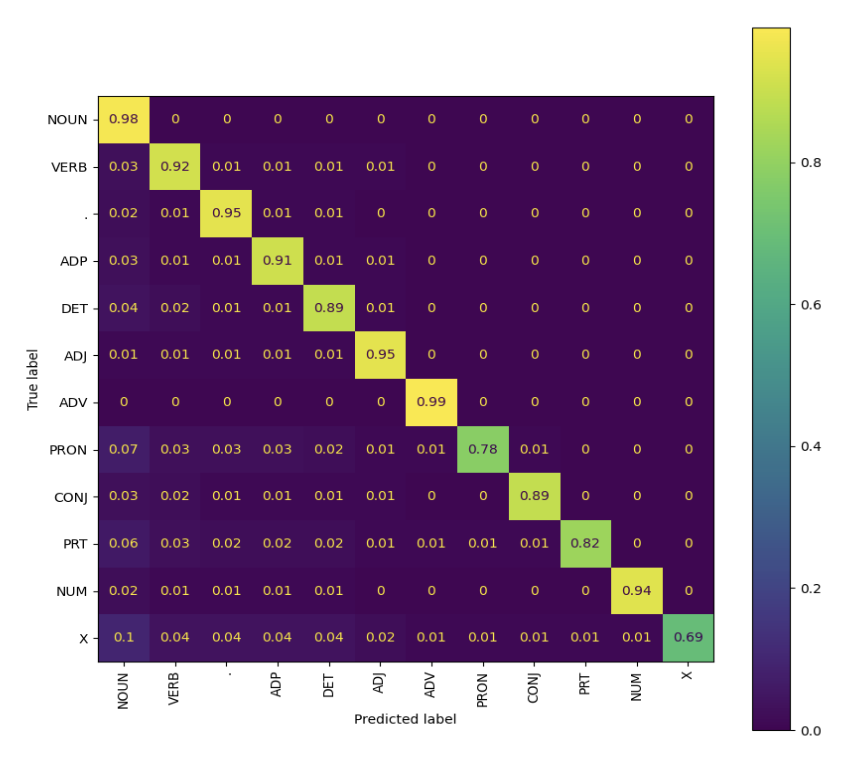 NOUN 0.98 0 0 0 0 0 0 0 0 0 0 0
VERB 0.03 0.92 0.01 0.01 0.01 0.01 0 0 0 0 0 0
. 0.02 0.01 0.95 0.01 0.01 0 0 0 0 0 0 0
ADP 0.03 0.01 0.01 0.91 0.01 0.01 0 0 0 0 0 0
DET 0.04 0.02 0.01 0.01 0.89 0.01 0 0 0 0 0 0
ADJ 0.01 0.01 0.01 0.01 0.01 0.95 0 0 0 0 0 0
ADV 0 0 0 0 0 0 0.99 0 0 0 0 0
PRON 0.07 0.03 0.03 0.03 0.02 0.01 0.01 0.78 0.01 0 0 0
CONJ 0.03 0.02 0.01 0.01 0.01 0.01 0 0 0.89 0 0 0
PRT 0.06 0.03 0.02 0.02 0.02 0.01 0.01 0.01 0.01 0.82 0 0
NUM 0.02 0.01 0.01 0.01 0.01 0 0 0 0 0 0.94 0
X 0.1 0.04 0.04 0.04 0.04 0.02 0.01 0.01 0.01 0.01 0.01 0.69
NOUN VERB . ADP DET ADJ ADV PRON CONJ PRT NUM X
Predicted label
True label
0.8
0.6
0.4
0.2
0.0